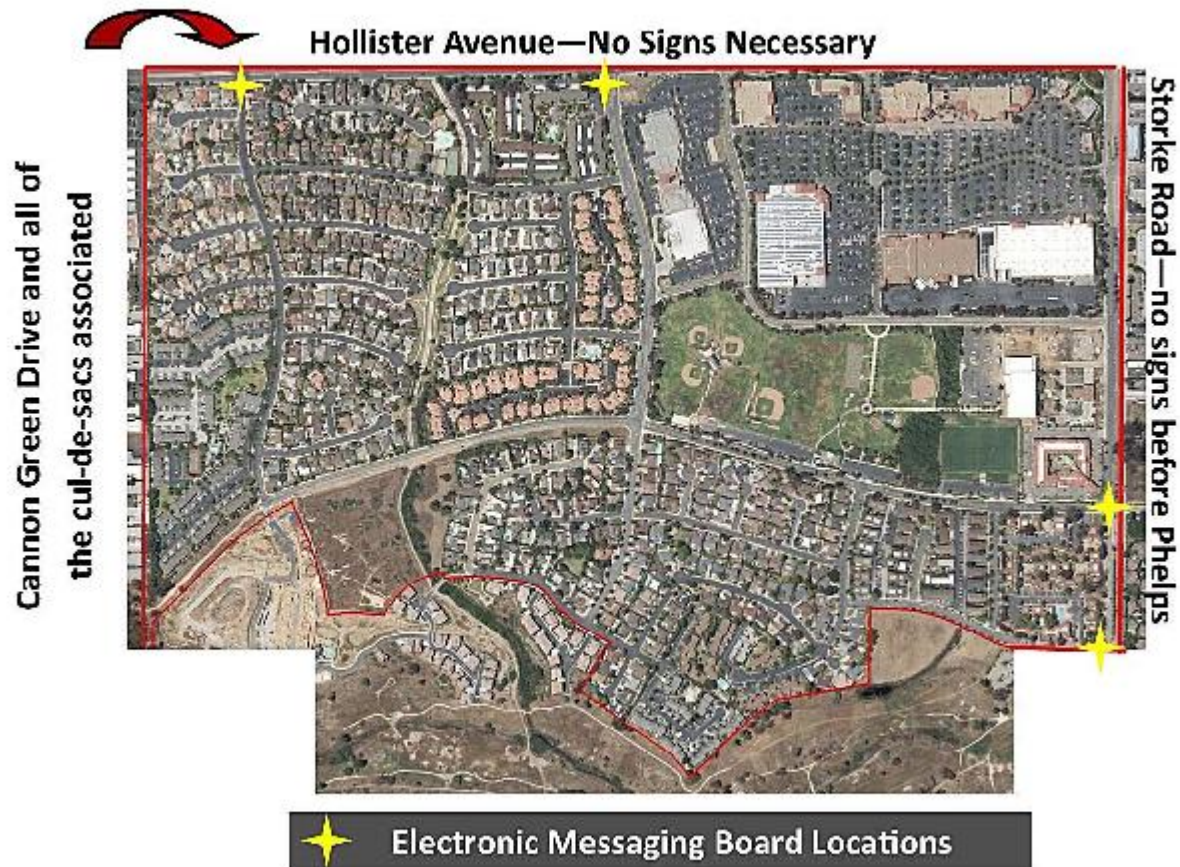 Hollister Avenue—No Signs Necessary
Cannon Green Drive and all of
the cul-de-sacs associated
Storke Road—no signs before Phelps
Electronic Messaging Board Locations